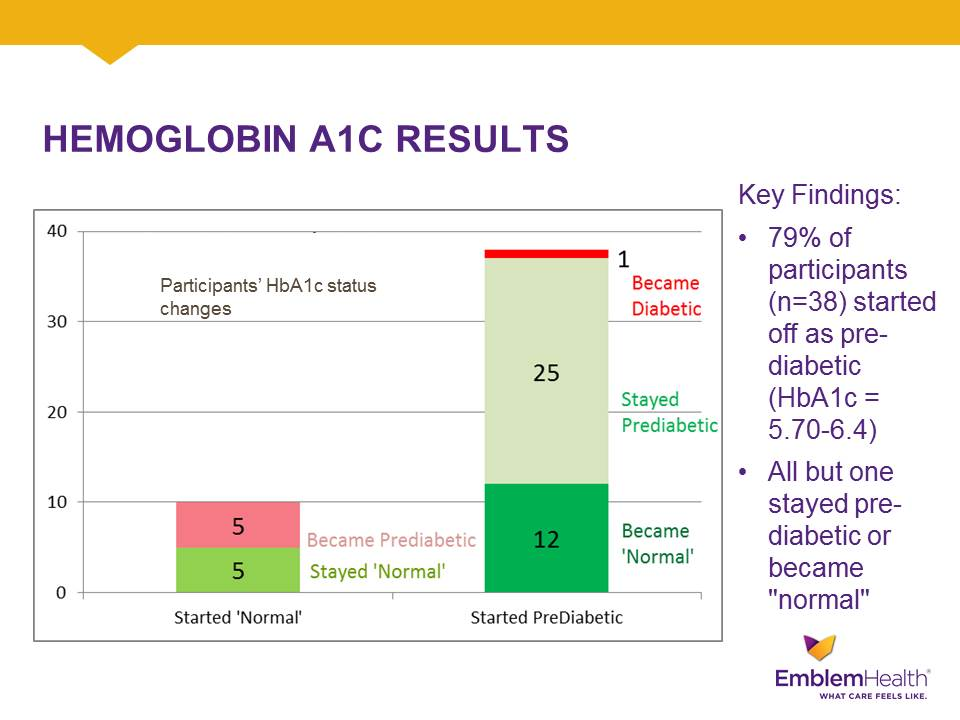 HEMOGLOBIN A1C RESULTS
40
30
20
10
0
Participants’ HbA1c status
changes
5
5
Became Prediabetic
Stayed 'Normal'
1
Became
Diabetic
25
Stayed
Prediabetic
12
Became
'Normal'
Started 'Normal'
Started PreDiabetic
Key Findings:
• 79% of
participants
(n=38) started
off as pre-
diabetic
(HbA1c =
5.70-6.4)
• All but one
stayed pre-
diabetic or
became
"normal"
EmblemHealth®
WHAT CARE FEELS LIKE.